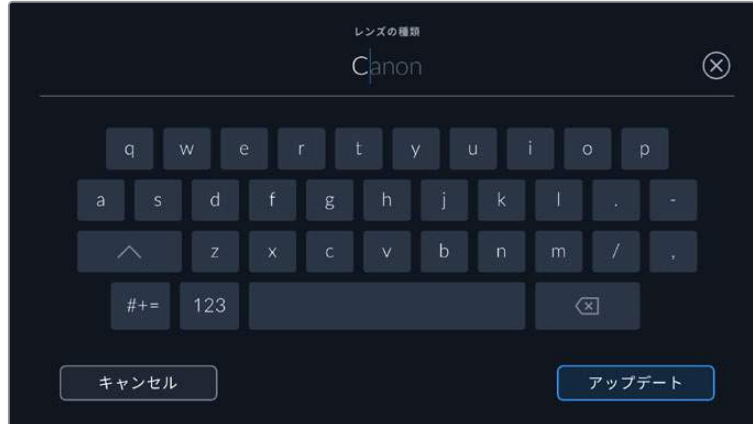 レンズの種類
Canon
q w e r t y u i o p
a s d f g h j k l . -
z x c v b n m / ,
#+= 123
キャンセル アップデート